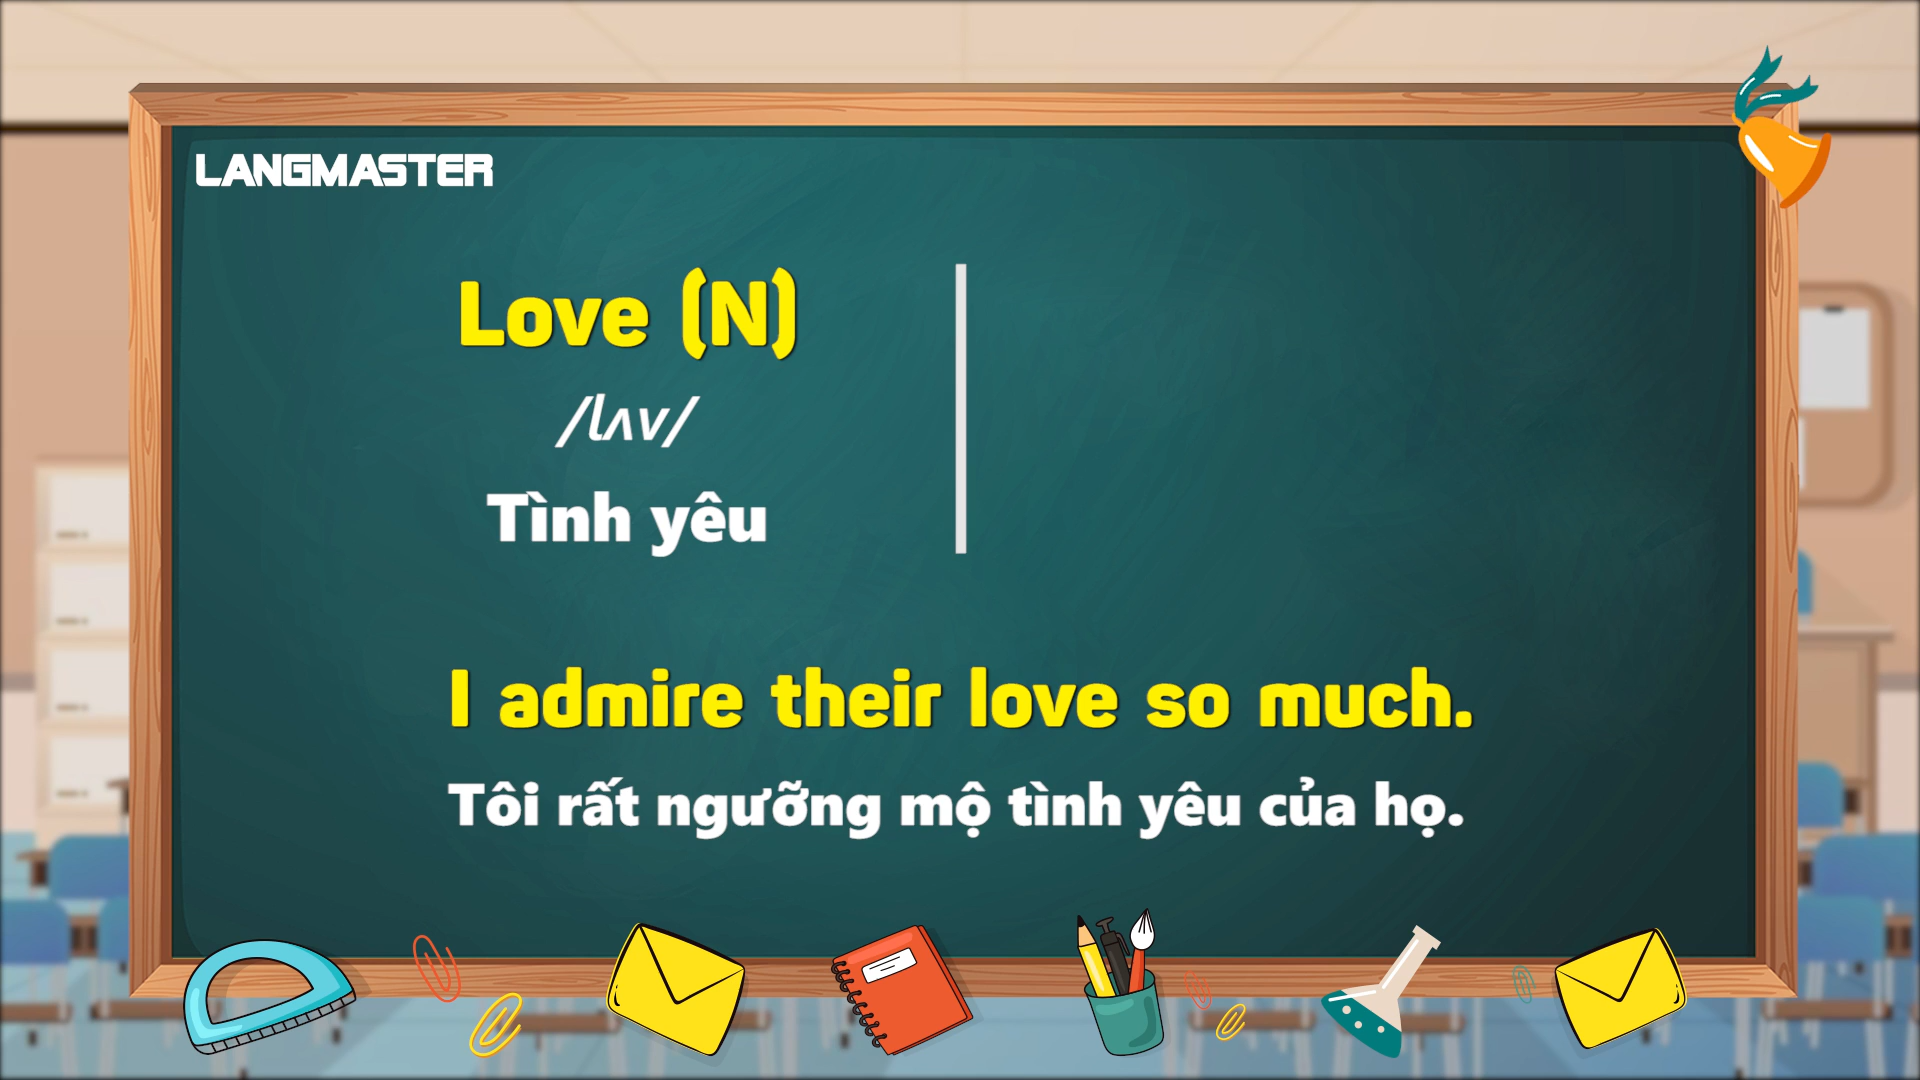 LANGMASTER
Love (N)
/lʌv/
Tình yêu
I admire their love so much.
Tôi rất ngưỡng mộ tình yêu của họ.